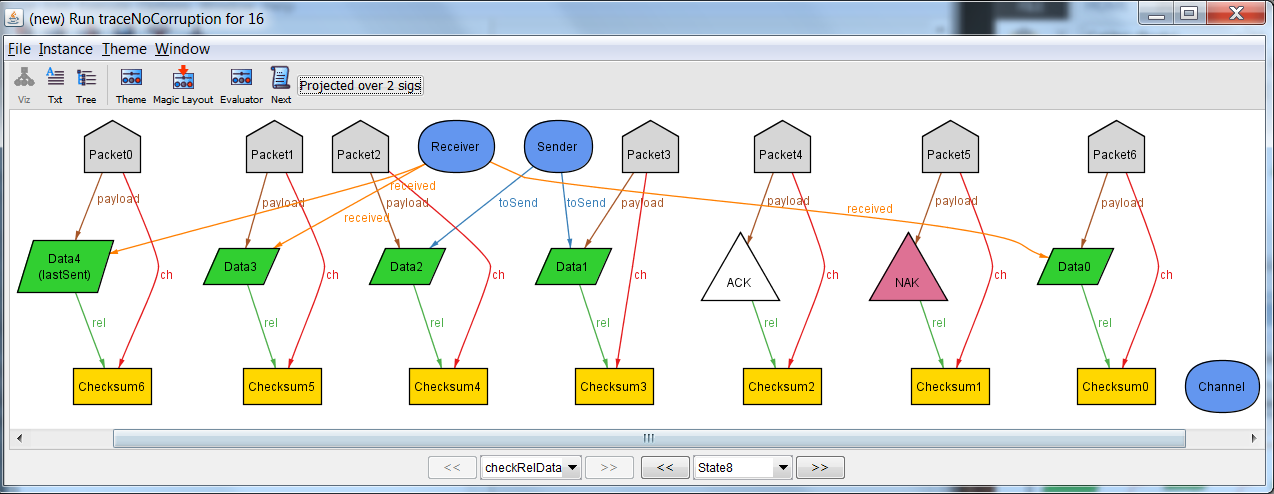 (new) Run traceNoCorruption for 16
File Instance Theme Window
Viz Txt Tree Theme Magic Layout Evaluator Next Projected over 2 sigs
Packet0 Packet1 Packet2 Receiver Sender Packet3 Packet4 Packet5 Packet6
received
payload payload payload toSend toSend payload payload payload payload
received received
Data4
(lastSent)
Data3 Data2 Data1 ACK NAK Data0
ch ch ch ch ch ch ch
rel rel rel rel rel rel rel
Checksum6 Checksum5 Checksum4 Checksum3 Checksum2 Checksum1 Checksum0 Channel
<< checkRelData >> << State8 >>